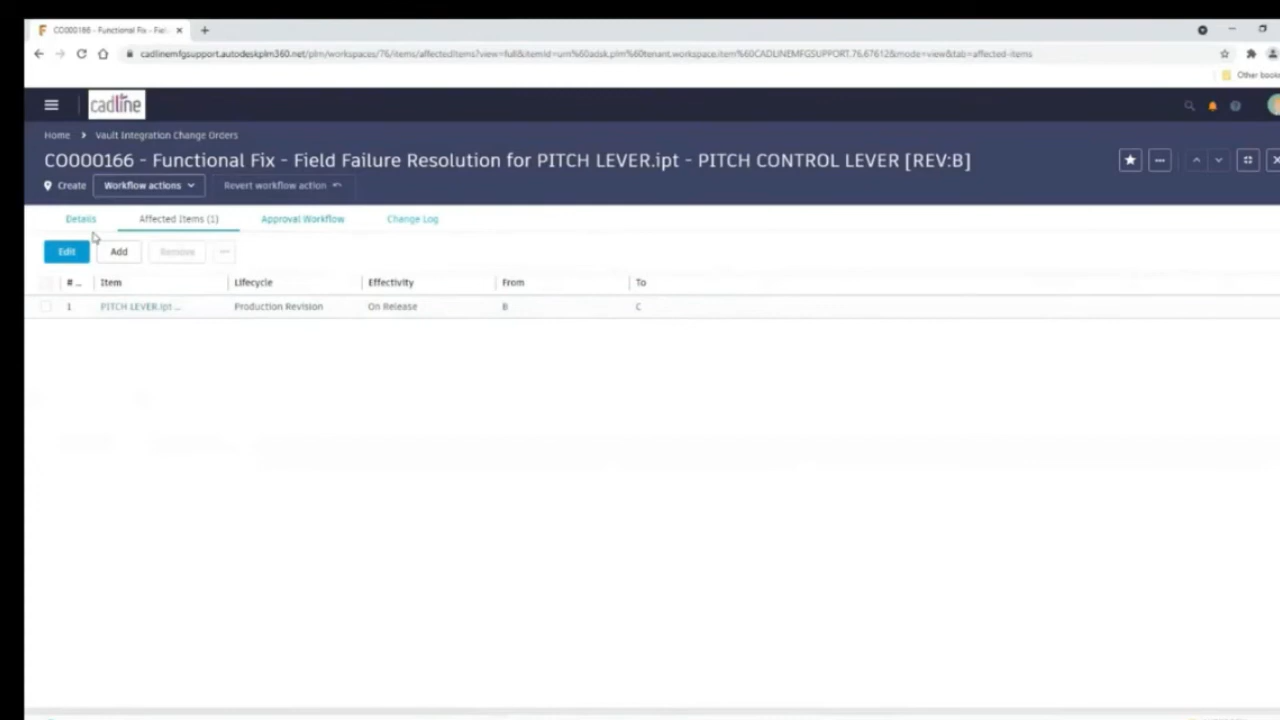 CO000166 - Functional Fix - Fiel
cadlinemfgsupport.autodeskplm360.net/plm/workspaces/76/items/affectedItems?view=full&itemId=urn%60adsk.plm%60tenant.workspace.item%60CADLINEMFGSUPPORT.76.67612&mode=view&tab=affected-items
Other book
cadline
Home > Vault Integration Change Orders
CO000166 - Functional Fix - Field Failure Resolution for PITCH LEVER.ipt - PITCH CONTROL LEVER [REV:B]
Create Workflow actions Revert workflow action
Details Affected Items (1) Approval Workflow Change Log
Edit Add Remove ...
# .. Item Lifecycle Effectivity From To
1 PITCH LEVER.ipt ... Production Revision On Release B C